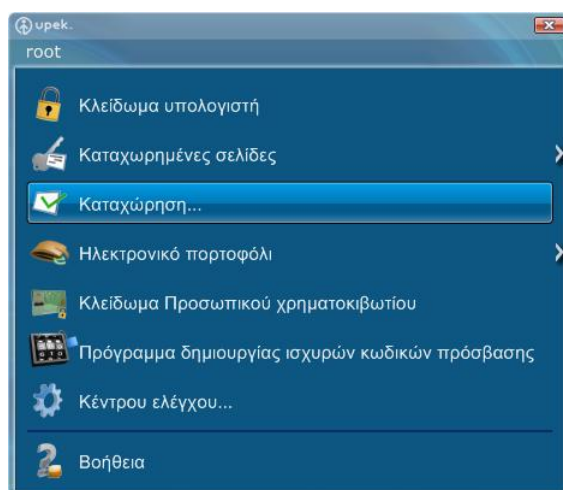 upek.
root
Κλείδωμα υπολογιστή
Καταχωρημένες σελίδες
Καταχώρηση...
Ηλεκτρονικό πορτοφόλι
Κλείδωμα Προσωπικού χρηματοκιβωτίου
Πρόγραμμα δημιουργίας ισχυρών κωδικών πρόσβασης
Κέντρου ελέγχου...
Βοήθεια